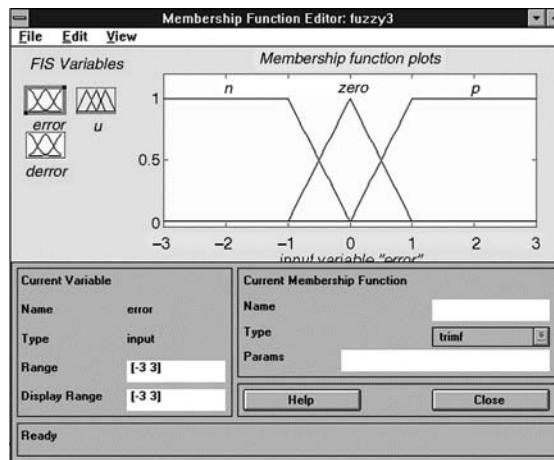 Membership Function Editor: fuzzy3
File Edit View
FIS Variables
error
u
derror
Membership function plots
n zero p
1
0.5
0
-3 -2 -1 0 1 2 3
input variable "error"
Current Variable
Name error
Type input
Range [-3 3]
Display Range [-3 3]
Current Membership Function
Name
Type trimf
Params
Help Close
Ready